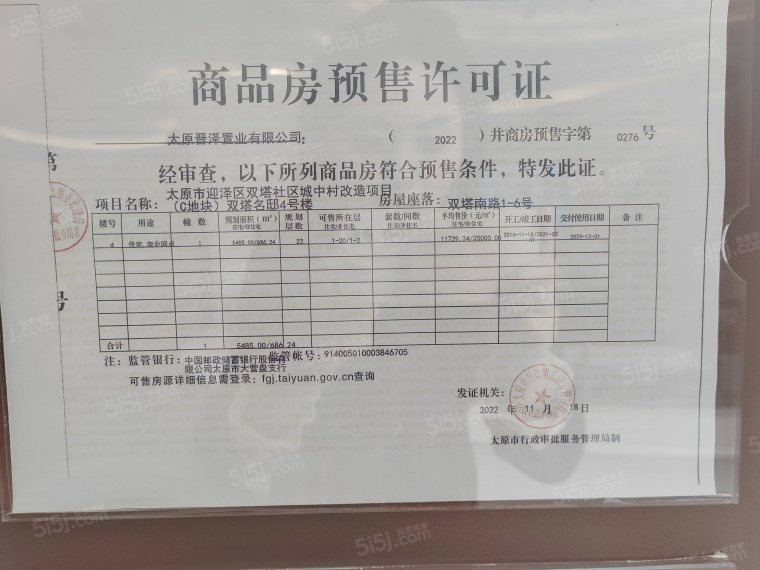 商品房预售许可证
太原晋泽置业有限公司: （ 2022 ）并商房预售字第 0276 号
经审查，以下所列商品房符合预售条件，特发此证。
太原市迎泽区双塔社区城中村改造项目
项目名称：（C地块）双塔名邸4号楼 房屋座落：双塔南路1-6号
楼号 用途 幢数 规划面积（m²）住宅/非住宅 规划层数 可售所在层 住宅/非住宅 套数/间数 住宅/非住宅 平均售价（元/m²）住宅/非住宅 开工/竣工日期 交付使用日期 备注
4 住宅,商业网点 1 5485.00/686.24 22 1-20/1-2 11739.34/25000.00 2023-12-31
合计 1 5485.00/686.24
注：监管银行：中国邮政储蓄银行股份有限公司太原市大营盘支行 监管帐号：914005010003846705
可售房源详细信息需登录：fgj.taiyuan.gov.cn查询
发证机关：
2022 年 11 月 18 日
太原市行政审批服务管理局制
第
号
5i5j.com